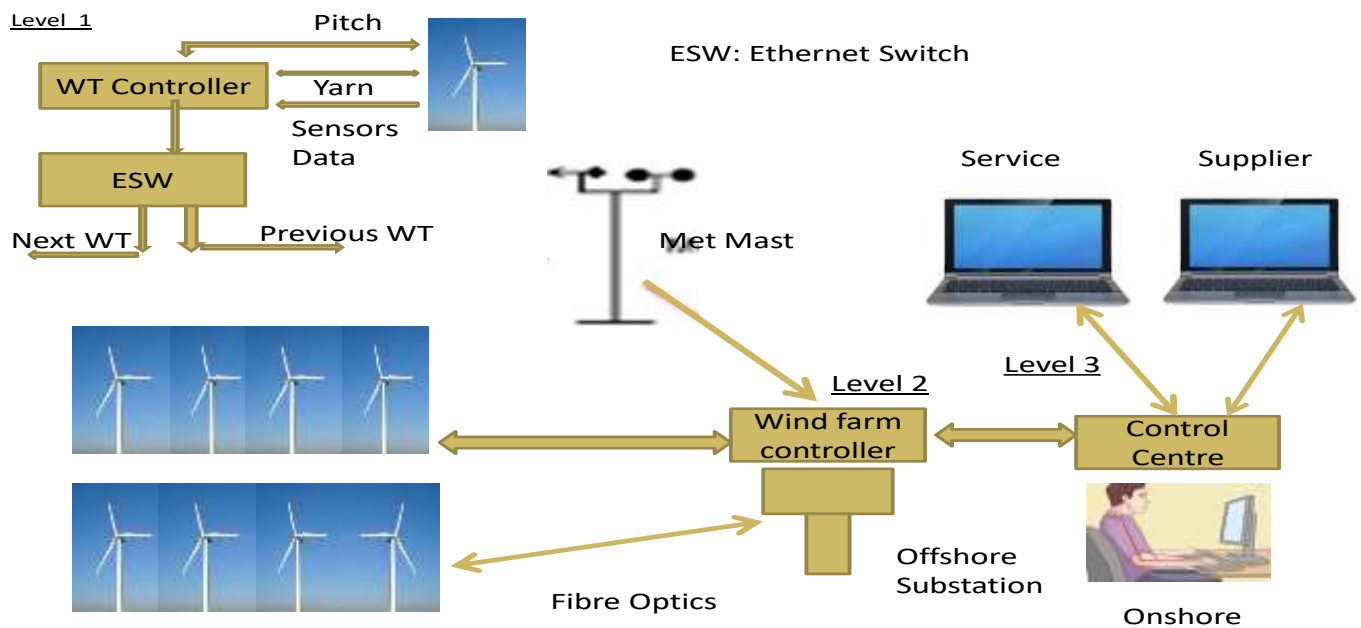 Level 1
Pitch
ESW: Ethernet Switch
WT Controller
Yarn
Sensors
Data
ESW
Next WT
Previous WT
Service
Supplier
Met Mast
Level 3
Level 2
Wind farm
controller
Control
Centre
Offshore
Substation
Fibre Optics
Onshore